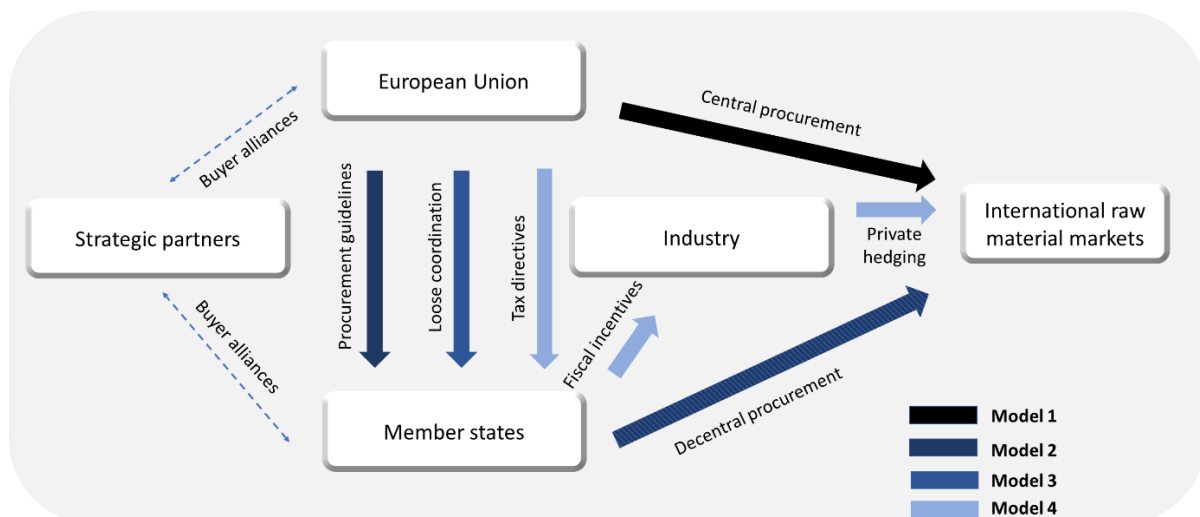 European Union
Central procurement
Buyer alliances
Procurement guidelines
Loose coordination
Tax directives
Strategic partners
Industry
Private
hedging
International raw
material markets
Buyer alliances
Fiscal incentives
Member states
Decentral procurement
Model 1
Model 2
Model 3
Model 4